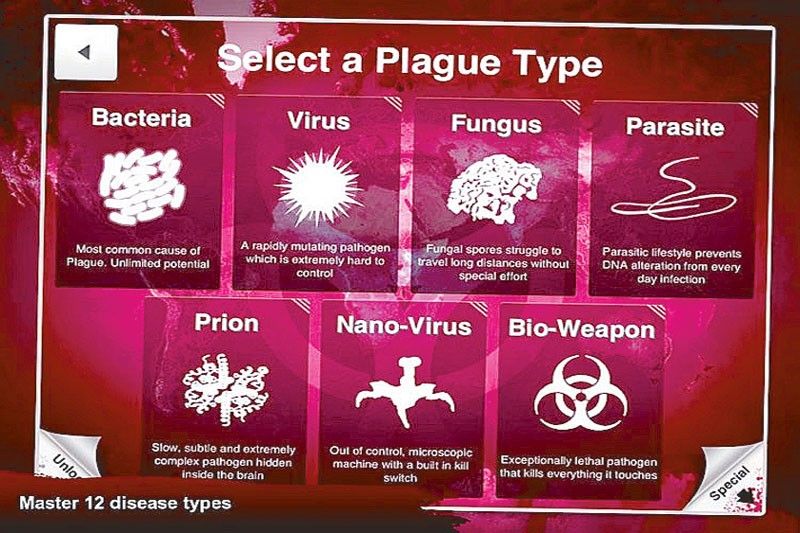 Select a Plague Type
Bacteria
Most common cause of
Plague. Unlimited potential
Virus
A rapidly mutating pathogen
which is extremely hard to
control
Fungus
Fungal spores struggle to
travel long distances without
special effort
Parasite
Parasitic lifestyle prevents
DNA alteration from every
day infection
Prion
Slow, subtle and extremely
complex pathogen hidden
inside the brain
Nano-Virus
Out of control, microscopic
machine with a built in kill
switch
Bio-Weapon
Exceptionally lethal pathogen
that kills everything it touches
Unlo
Special
Master 12 disease types